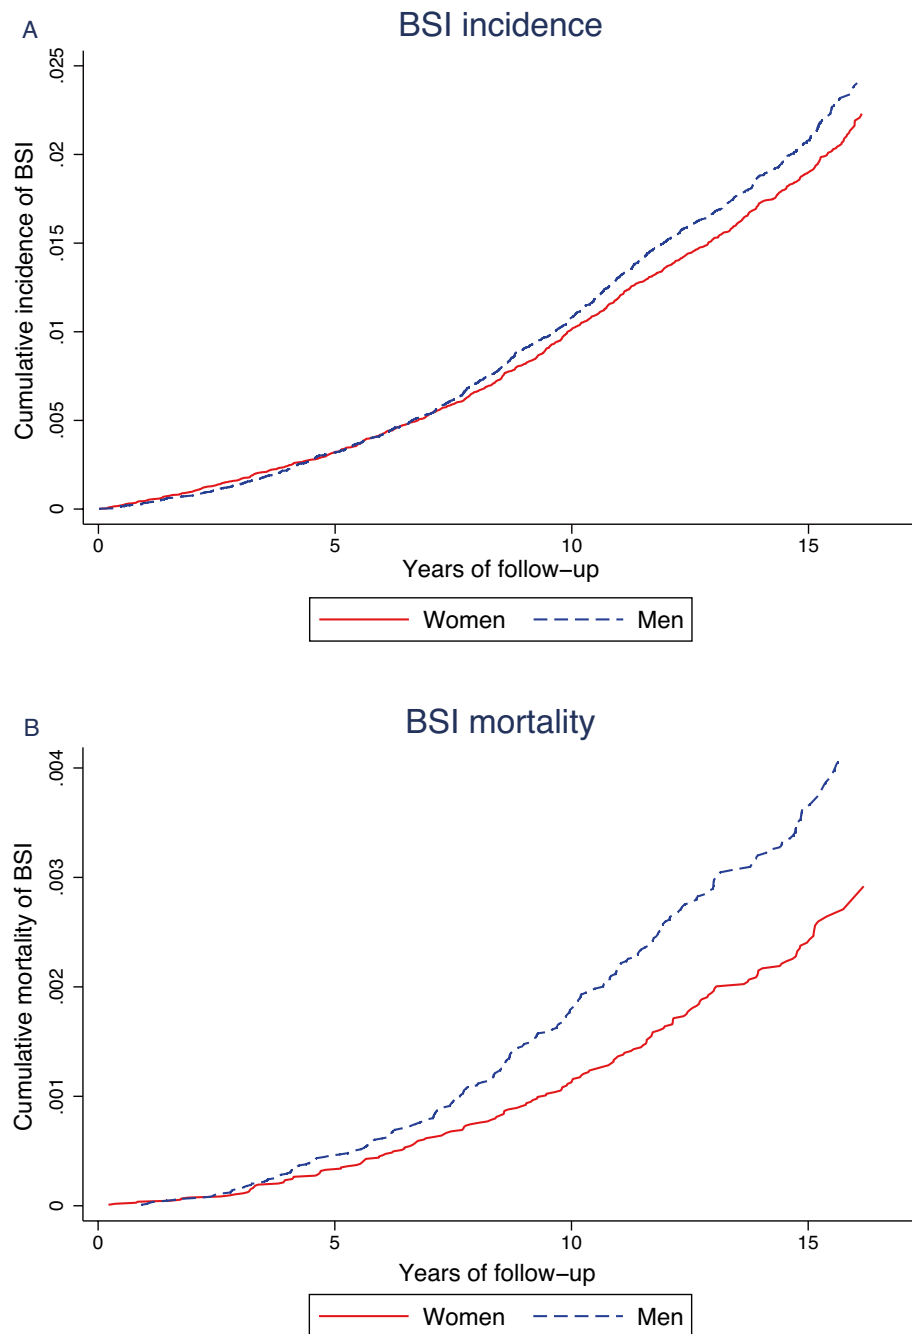 A
BSI incidence
Cumulative incidence of BSI
.025
.02
.015
.01
.005
0
0 5 10 15
Years of follow−up
Women Men
B
BSI mortality
Cumulative mortality of BSI
.004
.003
.002
.001
0
0 5 10 15
Years of follow−up
Women Men